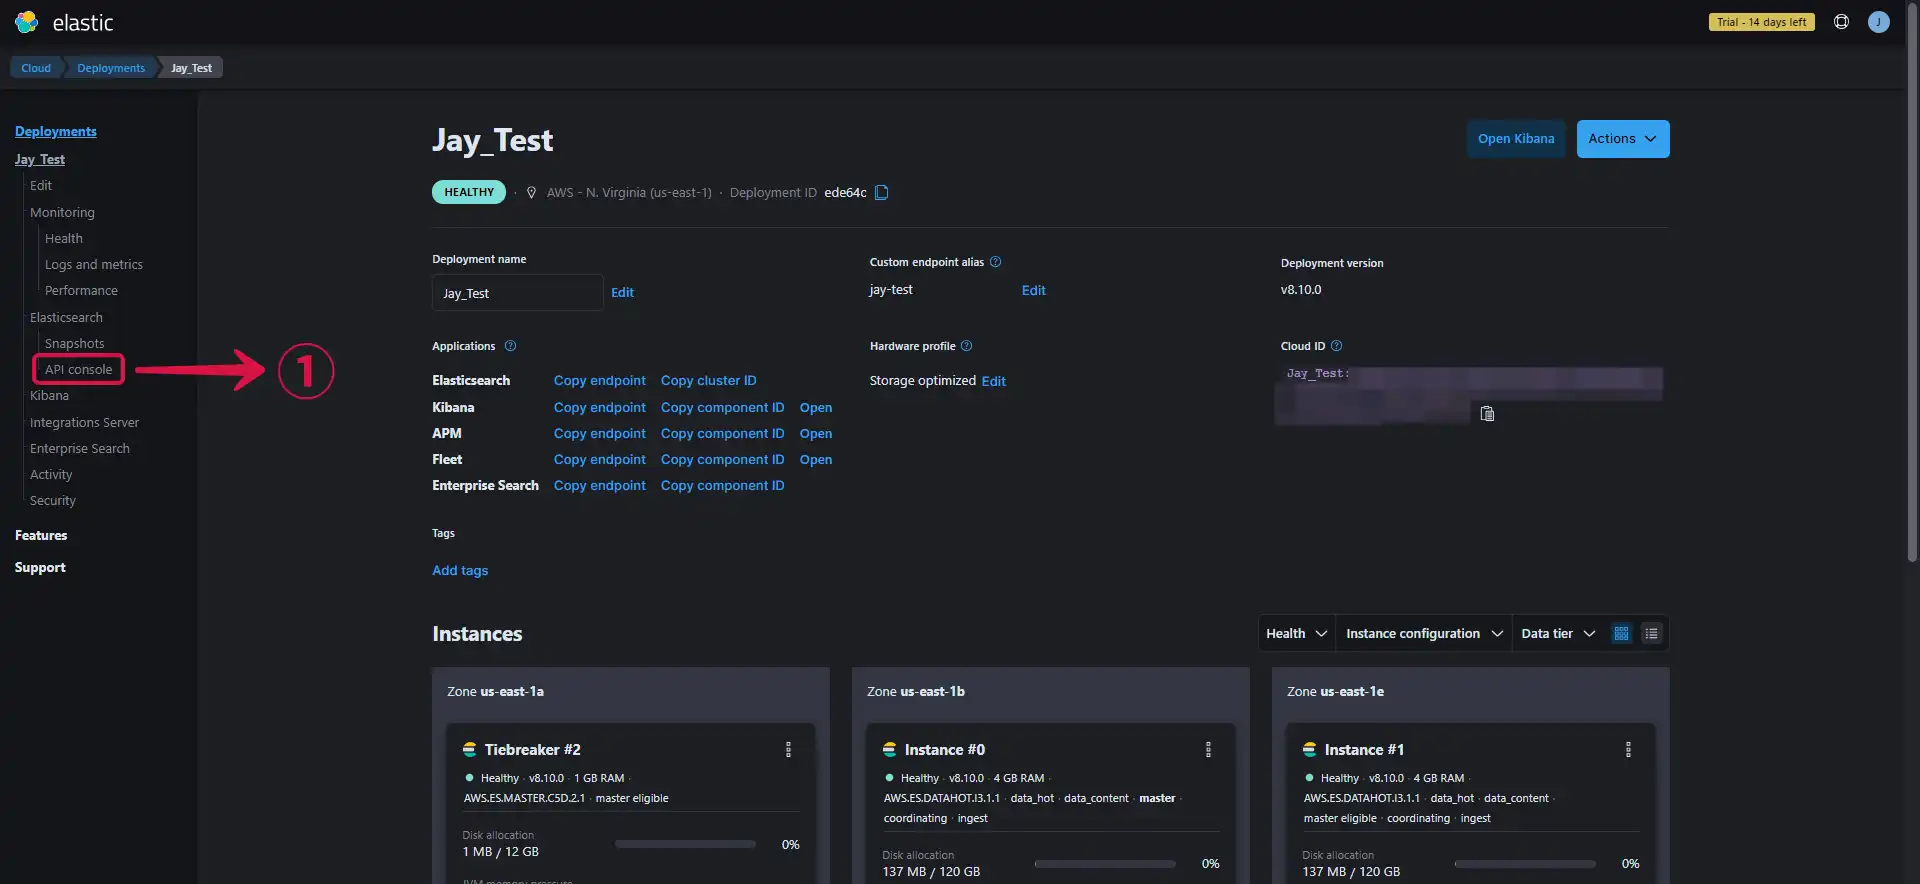 elastic
Trial - 14 days left
J
Cloud
Deployments
Jay_Test
Deployments
Jay_Test
Edit
Monitoring
Health
Logs and metrics
Performance
Elasticsearch
Snapshots
API console
Kibana
Integrations Server
Enterprise Search
Activity
Security
Features
Support
1
Jay_Test
Open Kibana
Actions
HEALTHY · AWS - N. Virginia (us-east-1) · Deployment ID ede64c
Deployment name
Jay_Test
Edit
Custom endpoint alias
jay-test
Edit
Deployment version
v8.10.0
Applications
Elasticsearch Copy endpoint Copy cluster ID
Kibana Copy endpoint Copy component ID Open
APM Copy endpoint Copy component ID Open
Fleet Copy endpoint Copy component ID Open
Enterprise Search Copy endpoint Copy component ID
Hardware profile
Storage optimized Edit
Cloud ID
Jay_Test:
Tags
Add tags
Instances
Health
Instance configuration
Data tier
Zone us-east-1a
Tiebreaker #2
Healthy · v8.10.0 · 1 GB RAM ·
AWS.ES.MASTER.C5D.2.1 · master eligible
Disk allocation
1 MB / 12 GB
0%
JVM memory pressure
Zone us-east-1b
Instance #0
Healthy · v8.10.0 · 4 GB RAM ·
AWS.ES.DATAHOT.I3.1.1 · data_hot · data_content · master ·
coordinating · ingest
Disk allocation
137 MB / 120 GB
0%
Zone us-east-1e
Instance #1
Healthy · v8.10.0 · 4 GB RAM ·
AWS.ES.DATAHOT.I3.1.1 · data_hot · data_content ·
master eligible · coordinating · ingest
Disk allocation
137 MB / 120 GB
0%